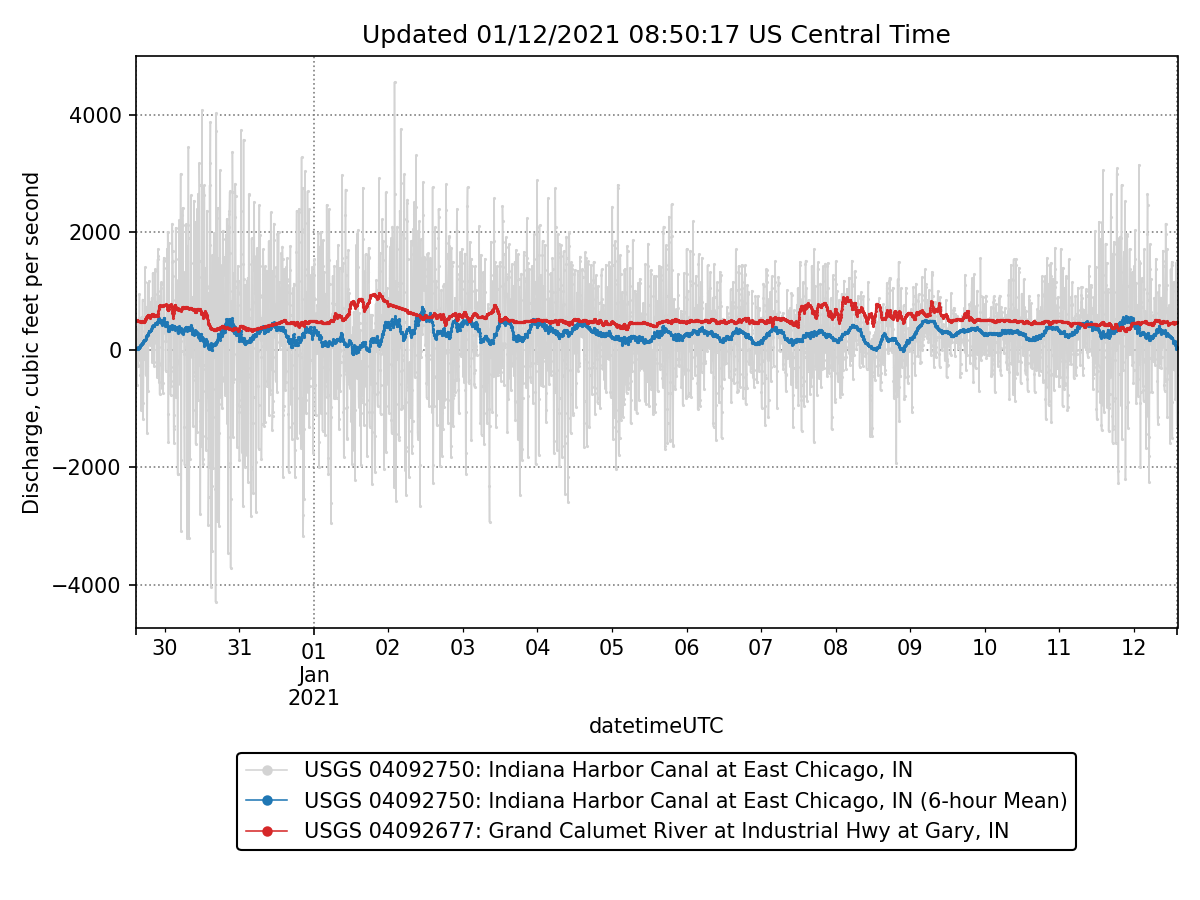 Updated 01/12/2021 08:50:17 US Central Time
Discharge, cubic feet per second
4000
2000
0
−2000
−4000
30 31 01 02 03 04 05 06 07 08 09 10 11 12
Jan
2021
datetimeUTC
USGS 04092750: Indiana Harbor Canal at East Chicago, IN
USGS 04092750: Indiana Harbor Canal at East Chicago, IN (6-hour Mean)
USGS 04092677: Grand Calumet River at Industrial Hwy at Gary, IN